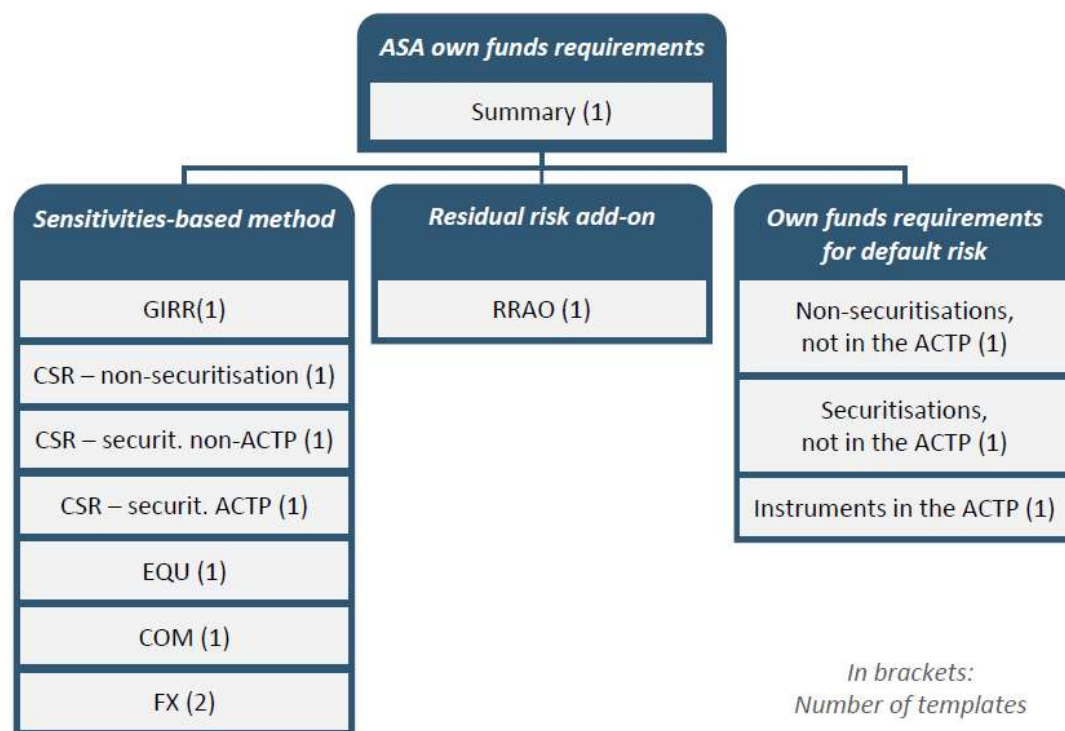 ASA own funds requirements
Summary (1)
Sensitivities-based method
GIRR(1)
CSR – non-securitisation (1)
CSR – securit. non-ACTP (1)
CSR – securit. ACTP (1)
EQU (1)
COM (1)
FX (2)
Residual risk add-on
RRAO (1)
Own funds requirements
for default risk
Non-securitisations,
not in the ACTP (1)
Securitisations,
not in the ACTP (1)
Instruments in the ACTP (1)
In brackets:
Number of templates